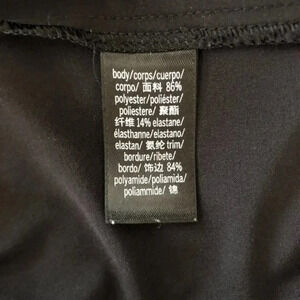 body/corps/cuerpo/
corpo/ 面料 86%
polyester/poliéster/
poliestere/ 聚酯
纤维 14% elastane/
élasthanne/elastano/
elastan/ 氨纶 trim/
bordure/ribete/
bordo/ 饰边 84%
polyamide/poliamida/
poliammide/ 锦